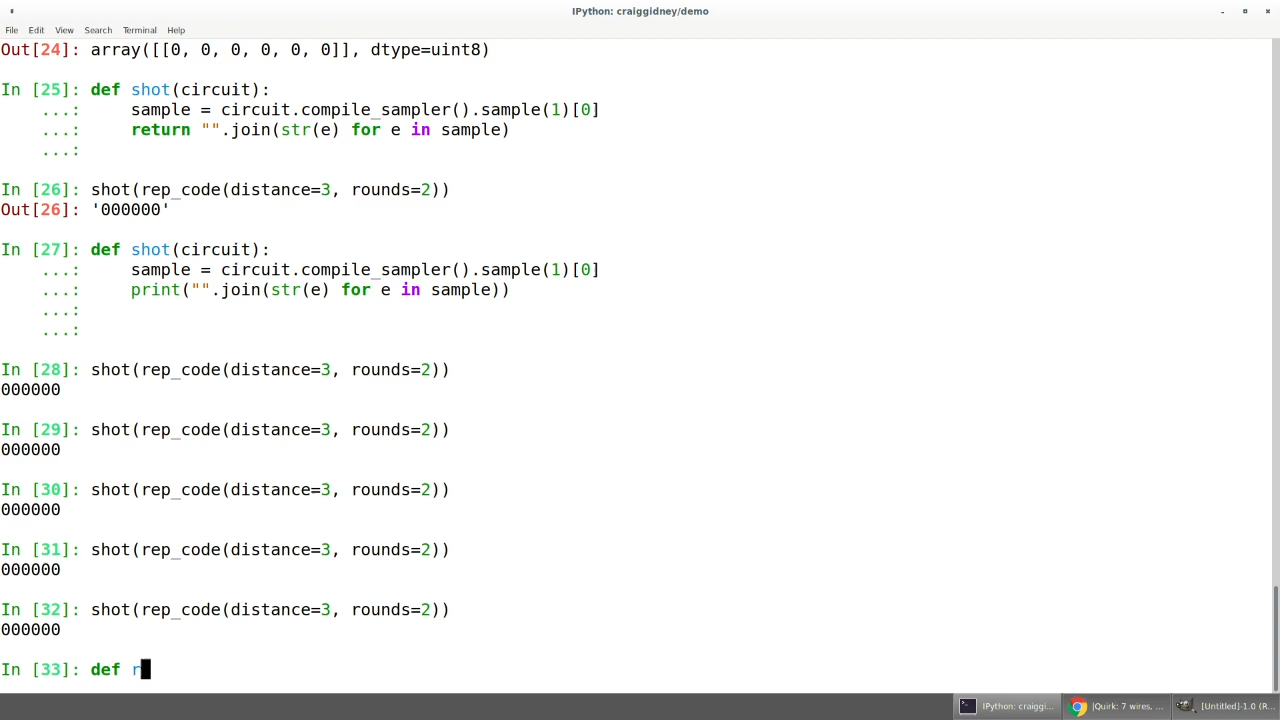 IPython: craiggidney/demo
File Edit View Search Terminal Help
Out[24]: array([[0, 0, 0, 0, 0, 0]], dtype=uint8)
In [25]: def shot(circuit):
...: sample = circuit.compile_sampler().sample(1)[0]
...: return "".join(str(e) for e in sample)
...:
In [26]: shot(rep_code(distance=3, rounds=2))
Out[26]: '000000'
In [27]: def shot(circuit):
...: sample = circuit.compile_sampler().sample(1)[0]
...: print("".join(str(e) for e in sample))
...:
...:
In [28]: shot(rep_code(distance=3, rounds=2))
000000
In [29]: shot(rep_code(distance=3, rounds=2))
000000
In [30]: shot(rep_code(distance=3, rounds=2))
000000
In [31]: shot(rep_code(distance=3, rounds=2))
000000
In [32]: shot(rep_code(distance=3, rounds=2))
000000
In [33]: def r
IPython: craiggi... |Quirk: 7 wires, ... [Untitled]-1.0 (R...